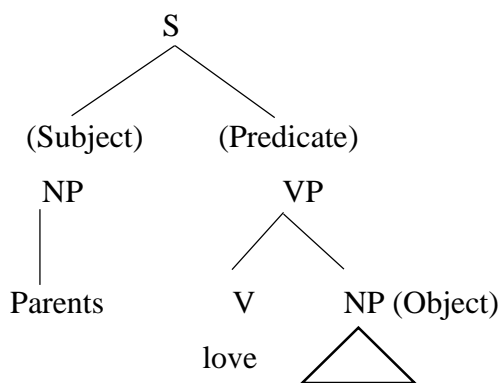 S
(Subject) (Predicate)
NP VP
Parents V NP (Object)
love